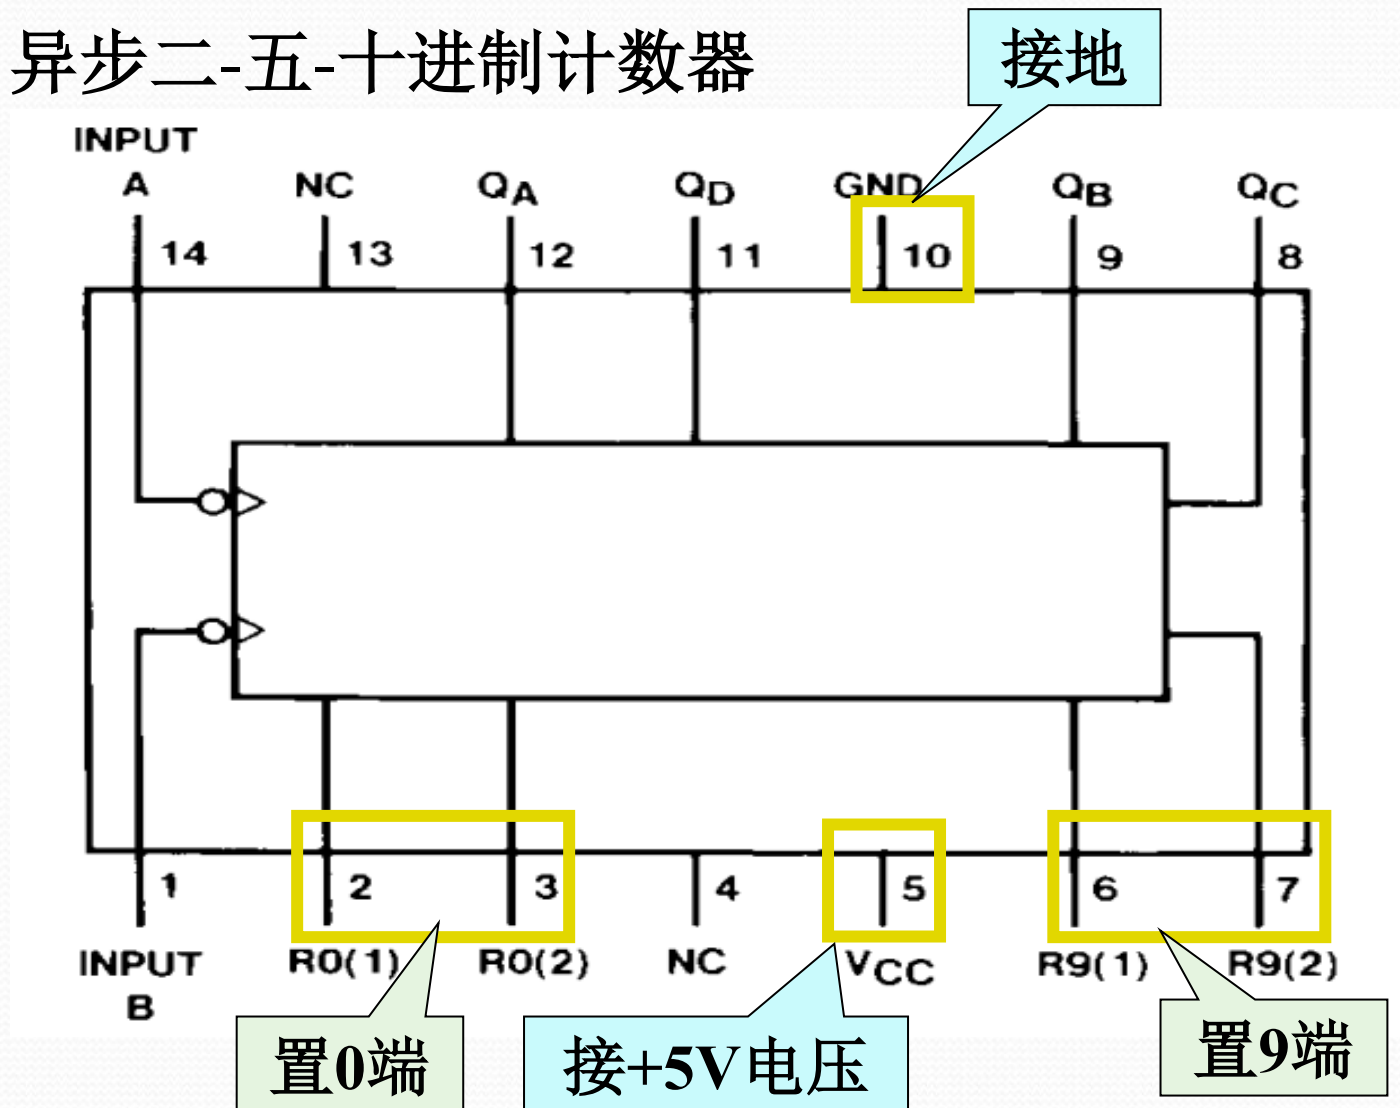 异步二-五-十进制计数器
接地
INPUT
A NC QA QD GND QB QC
14 13 12 11 10 9 8
1 2 3 4 5 6 7
INPUT R0(1) R0(2) NC VCC R9(1) R9(2)
B
置0端 接+5V电压 置9端